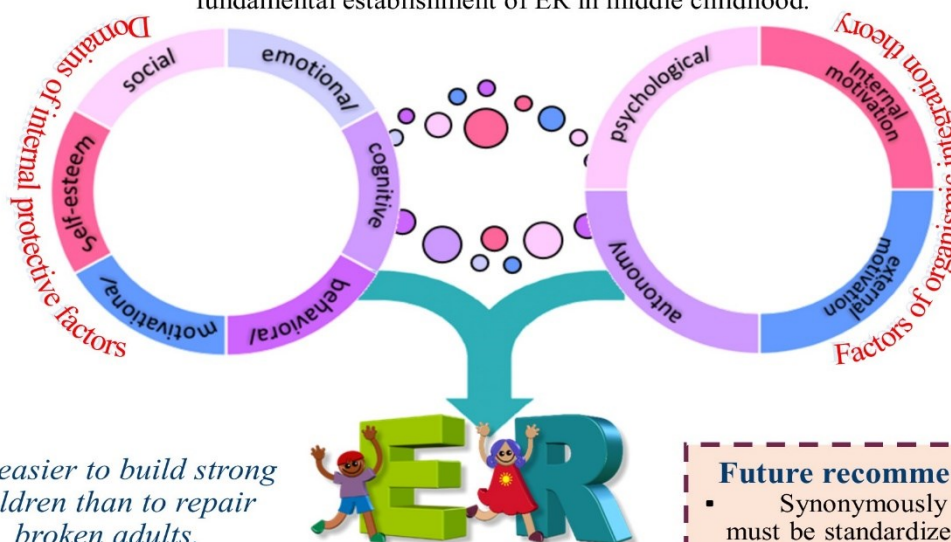 fundamental establishment of ER in middle childhood.
Domains of internal protective factors
social
emotional
cognitive
behavioral
motivational
Self-esteem
Factors of organismic integration theory
psychological
Internal
motivation
external
motivation
autonomy
ER
easier to build strong
ldren than to repair
broken adults.
Future recomme
▪ Synonymously
must be standardize